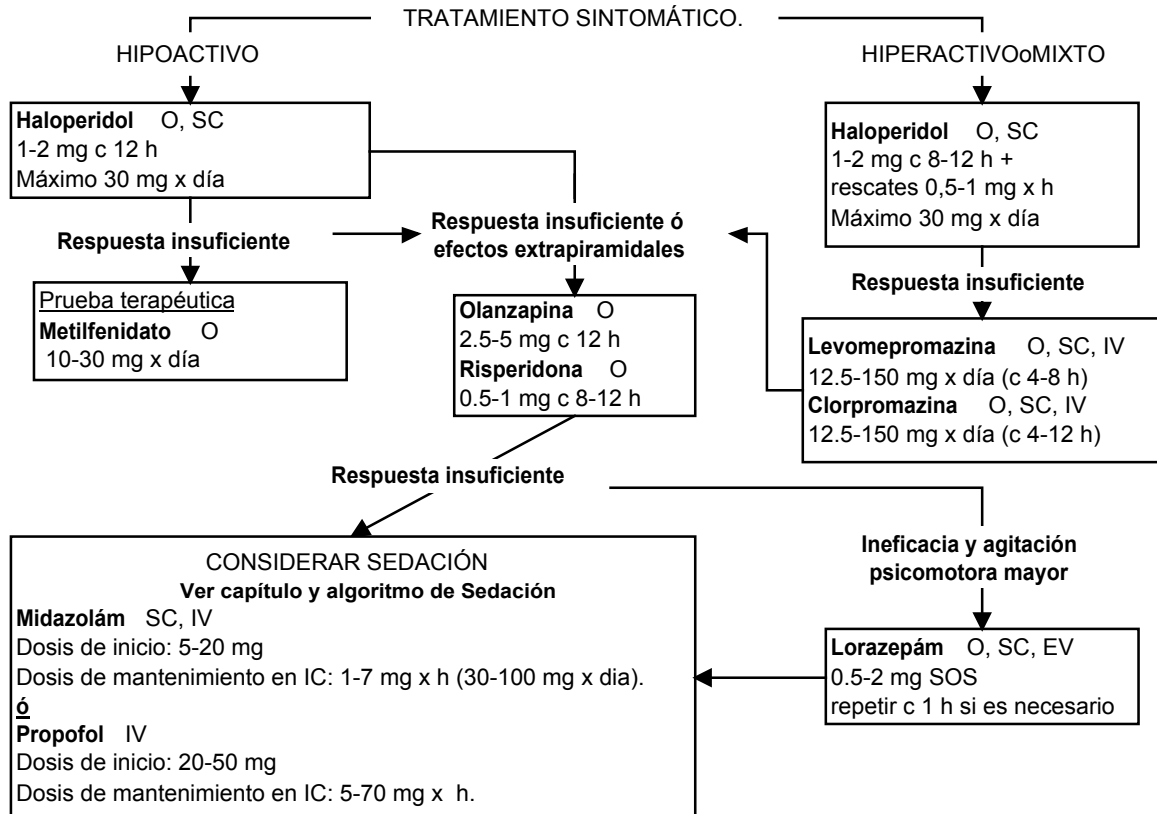 TRATAMIENTO SINTOMÁTICO.
HIPOACTIVO
HIPERACTIVOoMIXTO
Haloperidol O, SC
1-2 mg c 12 h
Máximo 30 mg x día
Haloperidol O, SC
1-2 mg c 8-12 h +
rescates 0,5-1 mg x h
Máximo 30 mg x día
Respuesta insuficiente
Respuesta insuficiente ó
efectos extrapiramidales
Respuesta insuficiente
Prueba terapéutica
Metilfenidato O
10-30 mg x día
Olanzapina O
2.5-5 mg c 12 h
Risperidona O
0.5-1 mg c 8-12 h
Levomepromazina O, SC, IV
12.5-150 mg x día (c 4-8 h)
Clorpromazina O, SC, IV
12.5-150 mg x día (c 4-12 h)
Respuesta insuficiente
Ineficacia y agitación
psicomotora mayor
CONSIDERAR SEDACIÓN
Ver capítulo y algoritmo de Sedación
Midazolám SC, IV
Dosis de inicio: 5-20 mg
Dosis de mantenimiento en IC: 1-7 mg x h (30-100 mg x dia).
ó
Propofol IV
Dosis de inicio: 20-50 mg
Dosis de mantenimiento en IC: 5-70 mg x h.
Lorazepám O, SC, EV
0.5-2 mg SOS
repetir c 1 h si es necesario